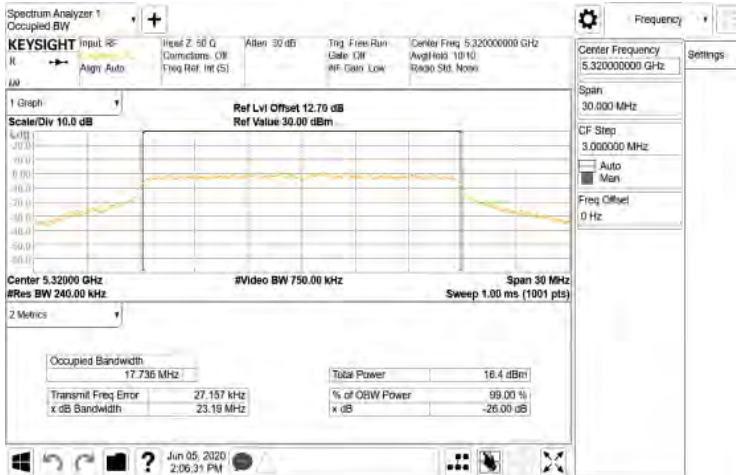 Spectrum Analyzer 1
Occupied BW
Frequency
KEYSIGHT Input: RF
Input Z: 50 Ω
Atten: 30 dB
Trig: Free Run
Center Freq: 5.320000000 GHz
R
Corrections: Off
Gate: Off
Avg|Hold: 10/10
Align: Auto
Freq Ref: Int (S)
#IF Gain: Low
Radio Std: None
Center Frequency
5.320000000 GHz
Settings
Span
30.000 MHz
CF Step
3.000000 MHz
Auto
Man
Freq Offset
0 Hz
1 Graph
Scale/Div 10.0 dB
Ref Lvl Offset 12.70 dB
Ref Value 30.00 dBm
Center 5.32000 GHz
#Res BW 240.00 kHz
#Video BW 750.00 kHz
Span 30 MHz
Sweep 1.00 ms (1001 pts)
2 Metrics
Occupied Bandwidth
17.736 MHz
Total Power
16.4 dBm
Transmit Freq Error
27.157 kHz
% of OBW Power
99.00 %
x dB Bandwidth
23.19 MHz
x dB
-26.00 dB
?
Jun 05, 2020
2:06:31 PM